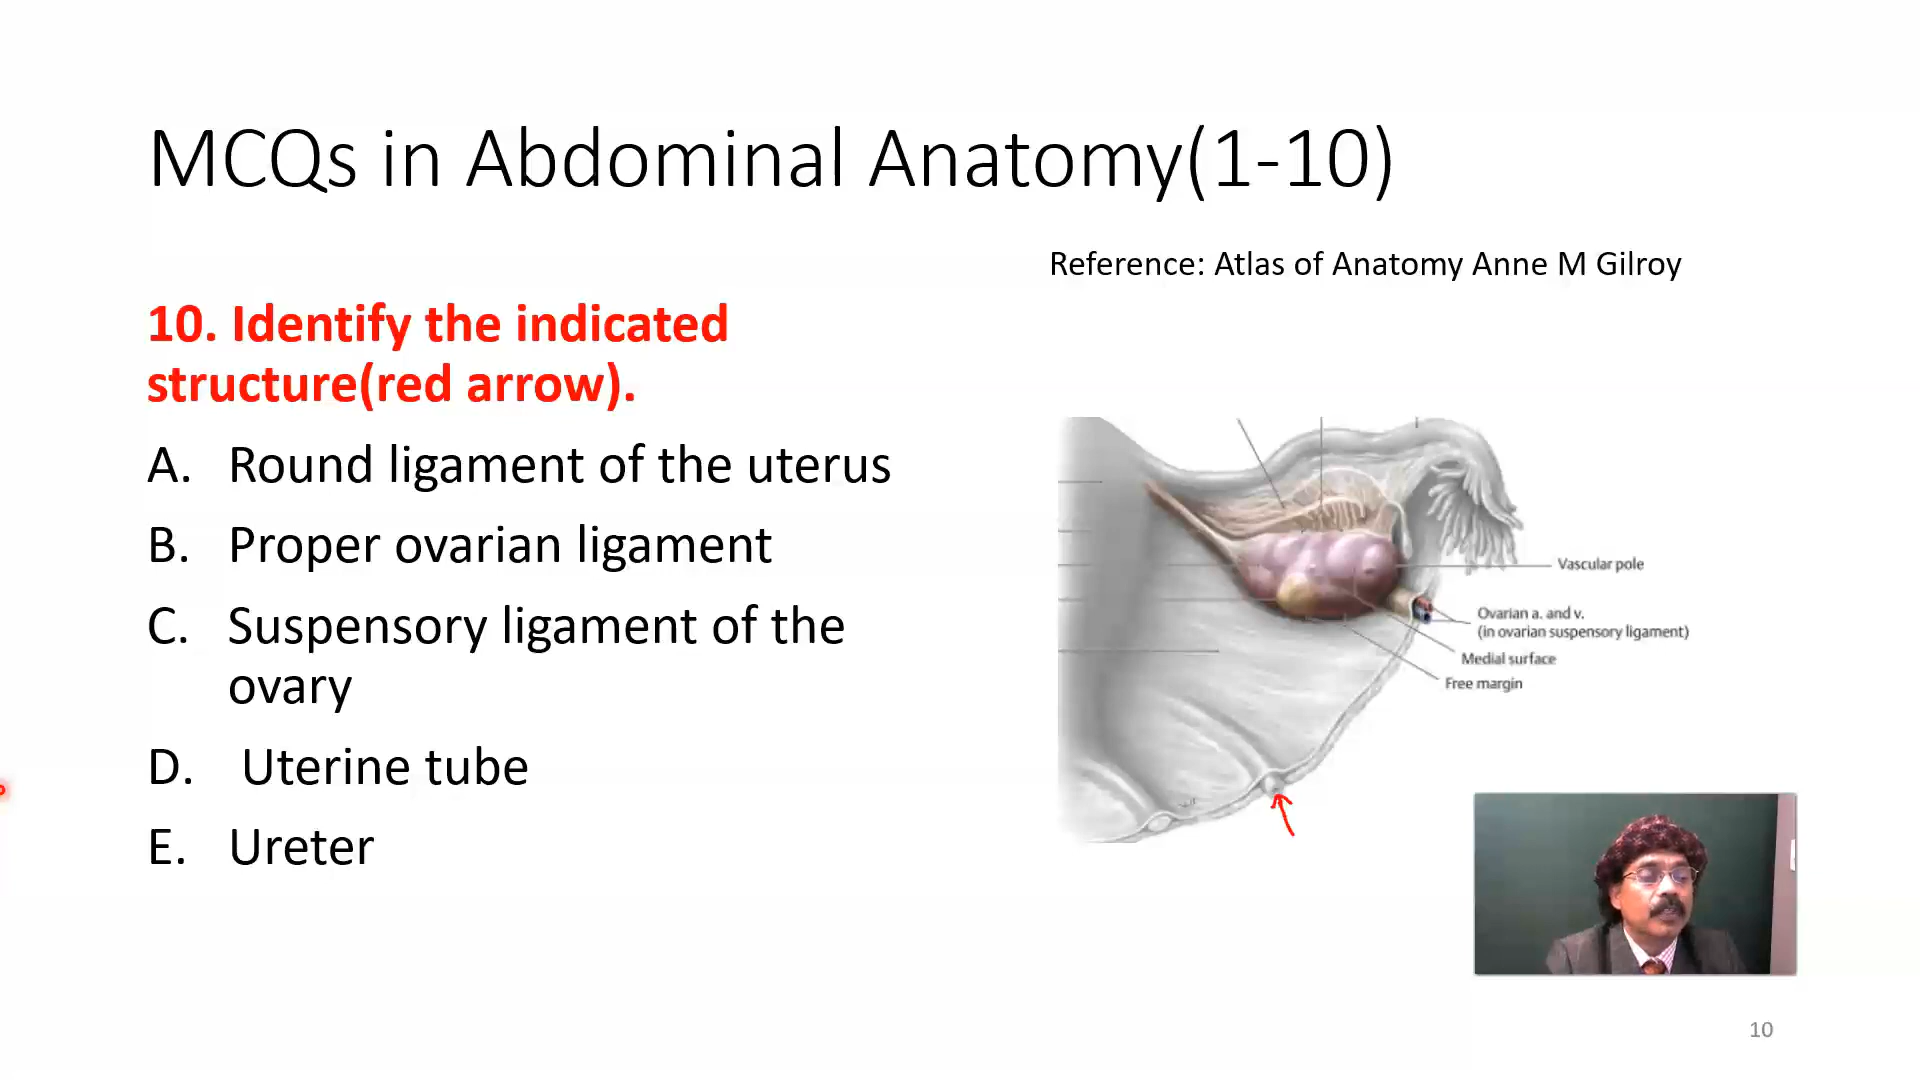 MCQs in Abdominal Anatomy(1-10)
Reference: Atlas of Anatomy Anne M Gilroy
10. Identify the indicated
structure(red arrow).
A. Round ligament of the uterus
B. Proper ovarian ligament
C. Suspensory ligament of the
ovary
D. Uterine tube
E. Ureter
Vascular pole
Ovarian a. and v.
(in ovarian suspensory ligament)
Medial surface
Free margin
10